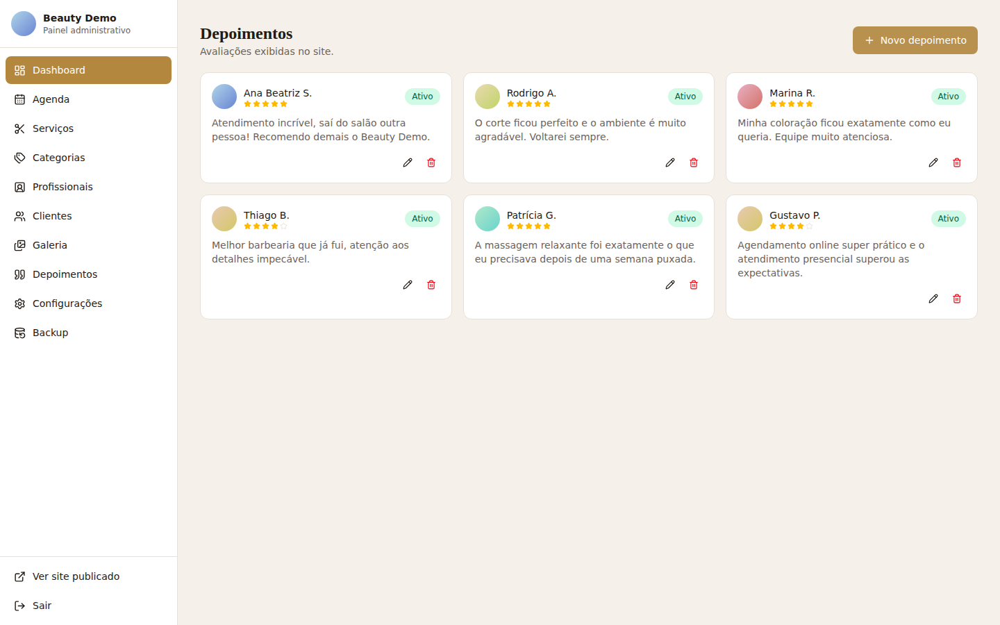 Beauty Demo
Painel administrativo
Dashboard
Agenda
Serviços
Categorias
Profissionais
Clientes
Galeria
Depoimentos
Configurações
Backup
Ver site publicado
Sair
Depoimentos
Avaliações exibidas no site.
Novo depoimento
Ana Beatriz S.
Ativo
Atendimento incrível, saí do salão outra
pessoa! Recomendo demais o Beauty Demo.
Rodrigo A.
Ativo
O corte ficou perfeito e o ambiente é muito
agradável. Voltarei sempre.
Marina R.
Ativo
Minha coloração ficou exatamente como eu
queria. Equipe muito atenciosa.
Thiago B.
Ativo
Melhor barbearia que já fui, atenção aos
detalhes impecável.
Patrícia G.
Ativo
A massagem relaxante foi exatamente o que
eu precisava depois de uma semana puxada.
Gustavo P.
Ativo
Agendamento online super prático e o
atendimento presencial superou as
expectativas.